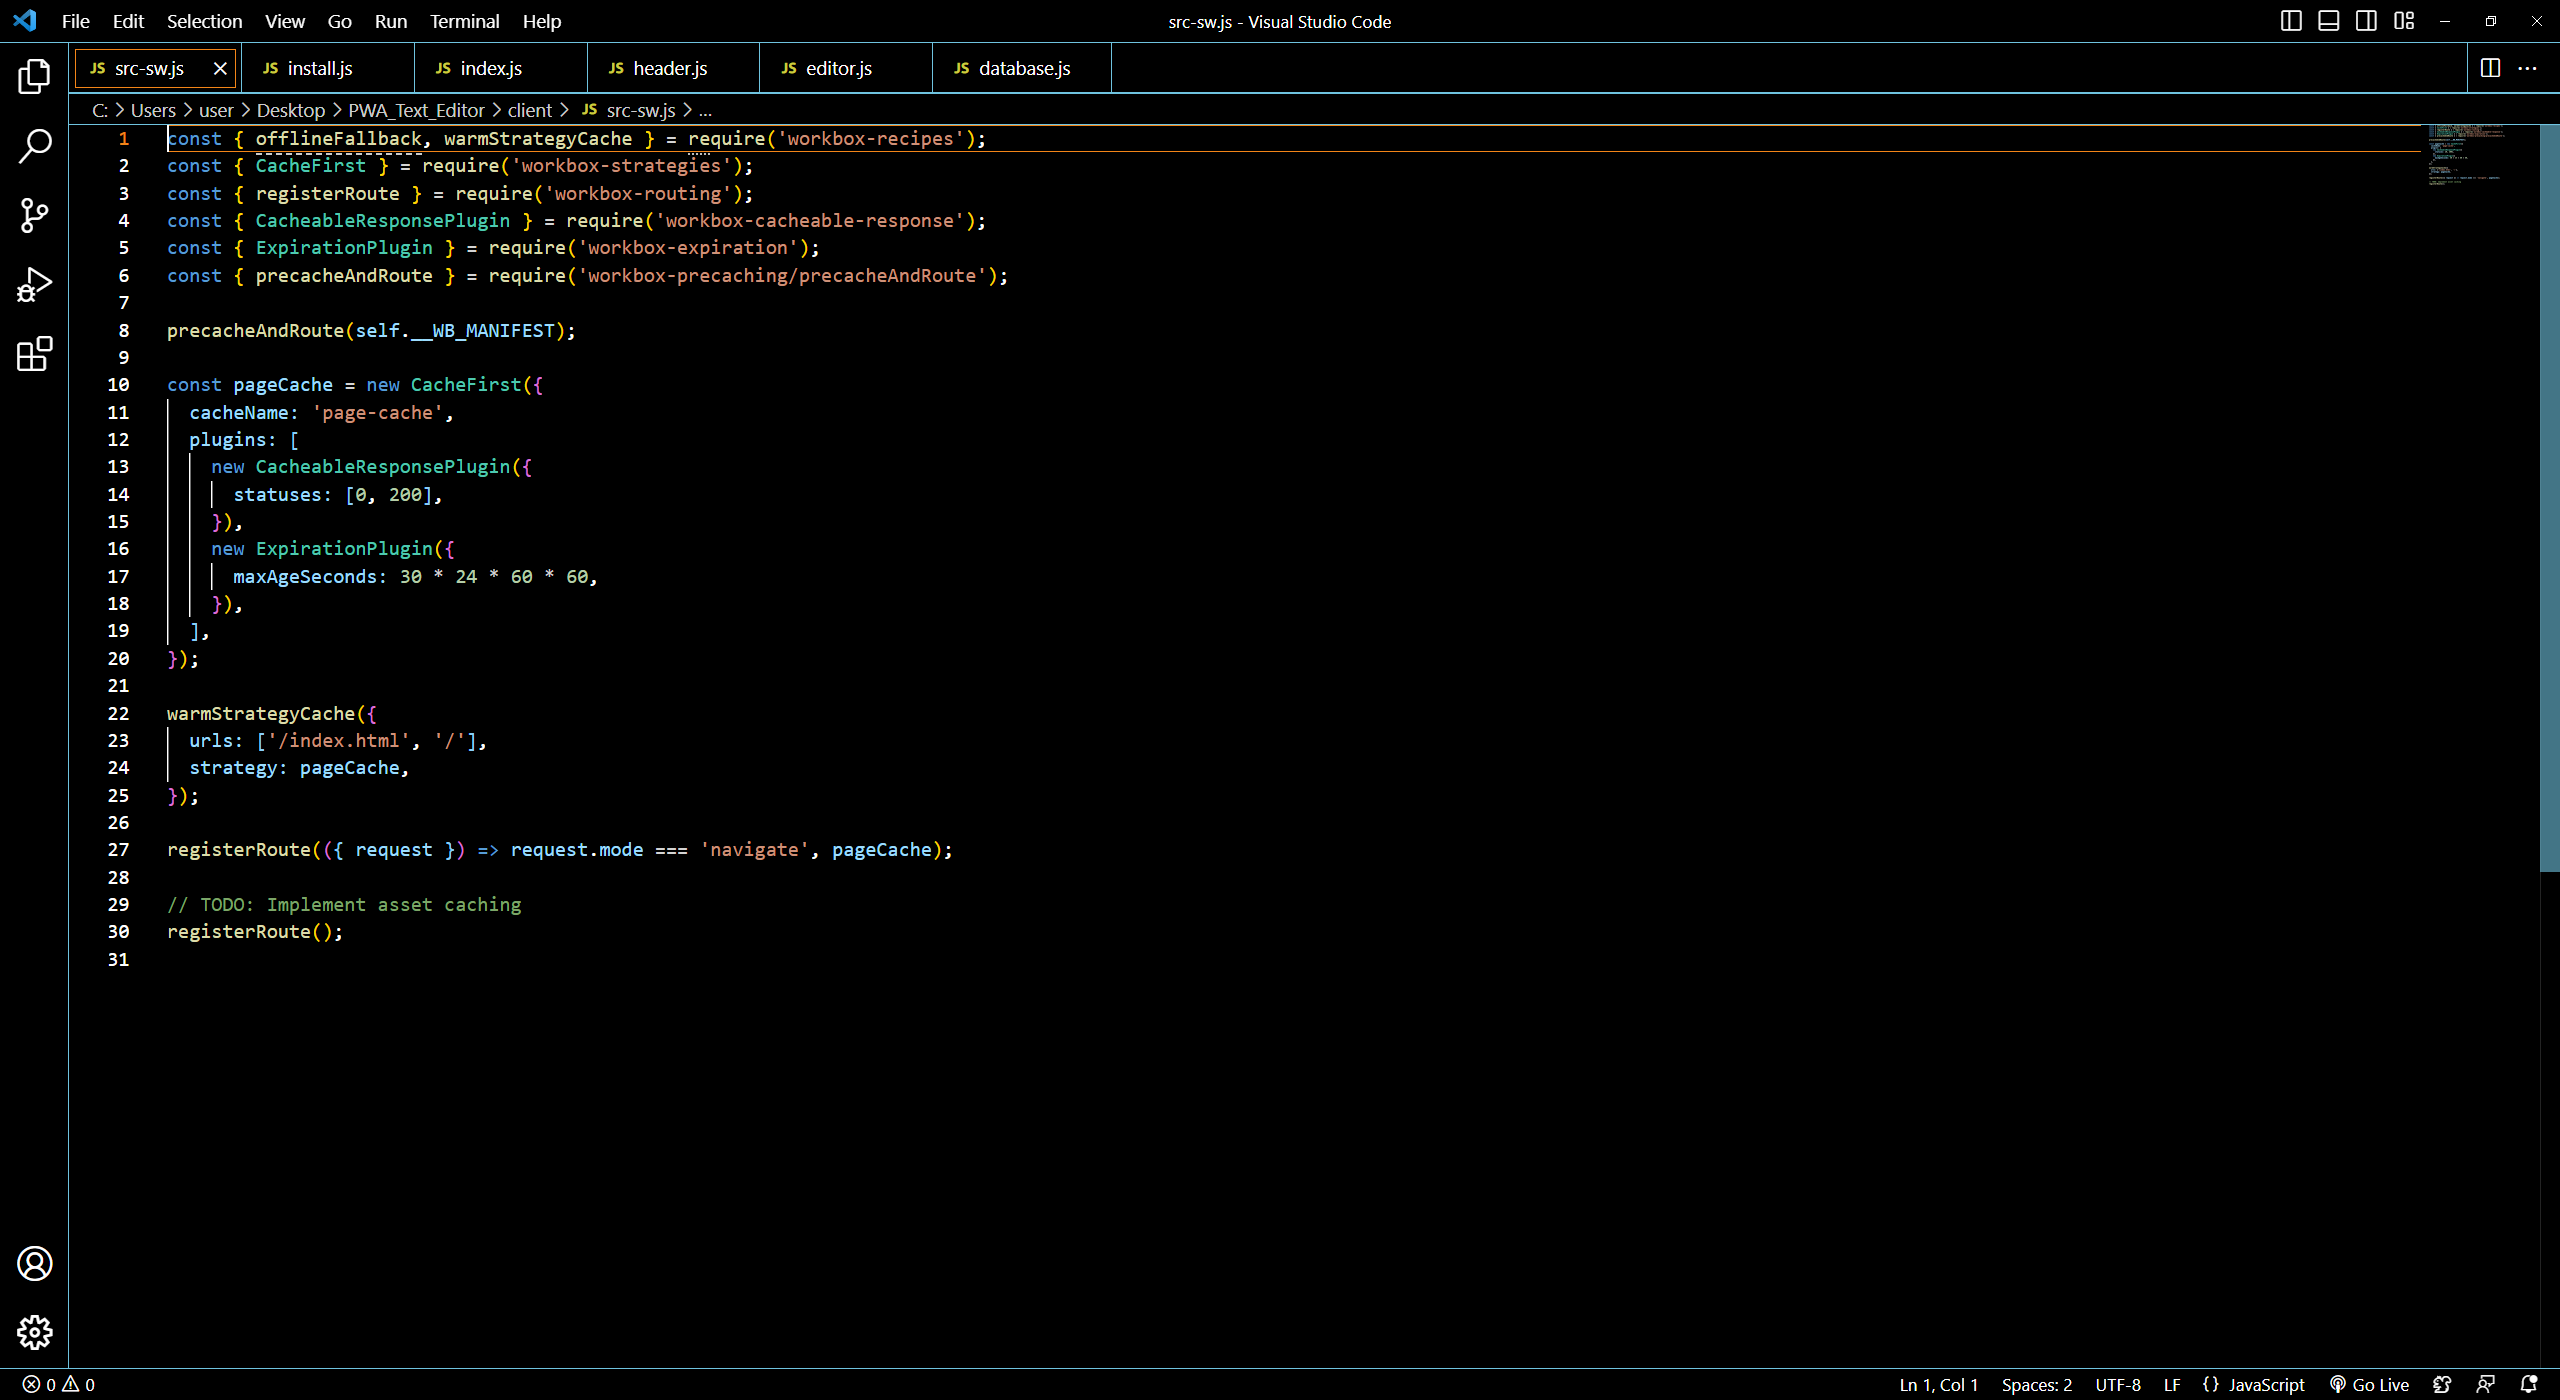 File Edit Selection View Go Run Terminal Help
src-sw.js - Visual Studio Code
JS src-sw.js
JS install.js
JS index.js
JS header.js
JS editor.js
JS database.js
C: > Users > user > Desktop > PWA_Text_Editor > client > JS src-sw.js > ...
1 const { offlineFallback, warmStrategyCache } = require('workbox-recipes');
2 const { CacheFirst } = require('workbox-strategies');
3 const { registerRoute } = require('workbox-routing');
4 const { CacheableResponsePlugin } = require('workbox-cacheable-response');
5 const { ExpirationPlugin } = require('workbox-expiration');
6 const { precacheAndRoute } = require('workbox-precaching/precacheAndRoute');
7
8 precacheAndRoute(self.__WB_MANIFEST);
9
10 const pageCache = new CacheFirst({
11   cacheName: 'page-cache',
12   plugins: [
13     new CacheableResponsePlugin({
14       statuses: [0, 200],
15     }),
16     new ExpirationPlugin({
17       maxAgeSeconds: 30 * 24 * 60 * 60,
18     }),
19   ],
20 });
21
22 warmStrategyCache({
23   urls: ['/index.html', '/'],
24   strategy: pageCache,
25 });
26
27 registerRoute(({ request }) => request.mode === 'navigate', pageCache);
28
29 // TODO: Implement asset caching
30 registerRoute();
31
0 0
Ln 1, Col 1 Spaces: 2 UTF-8 LF {} JavaScript Go Live